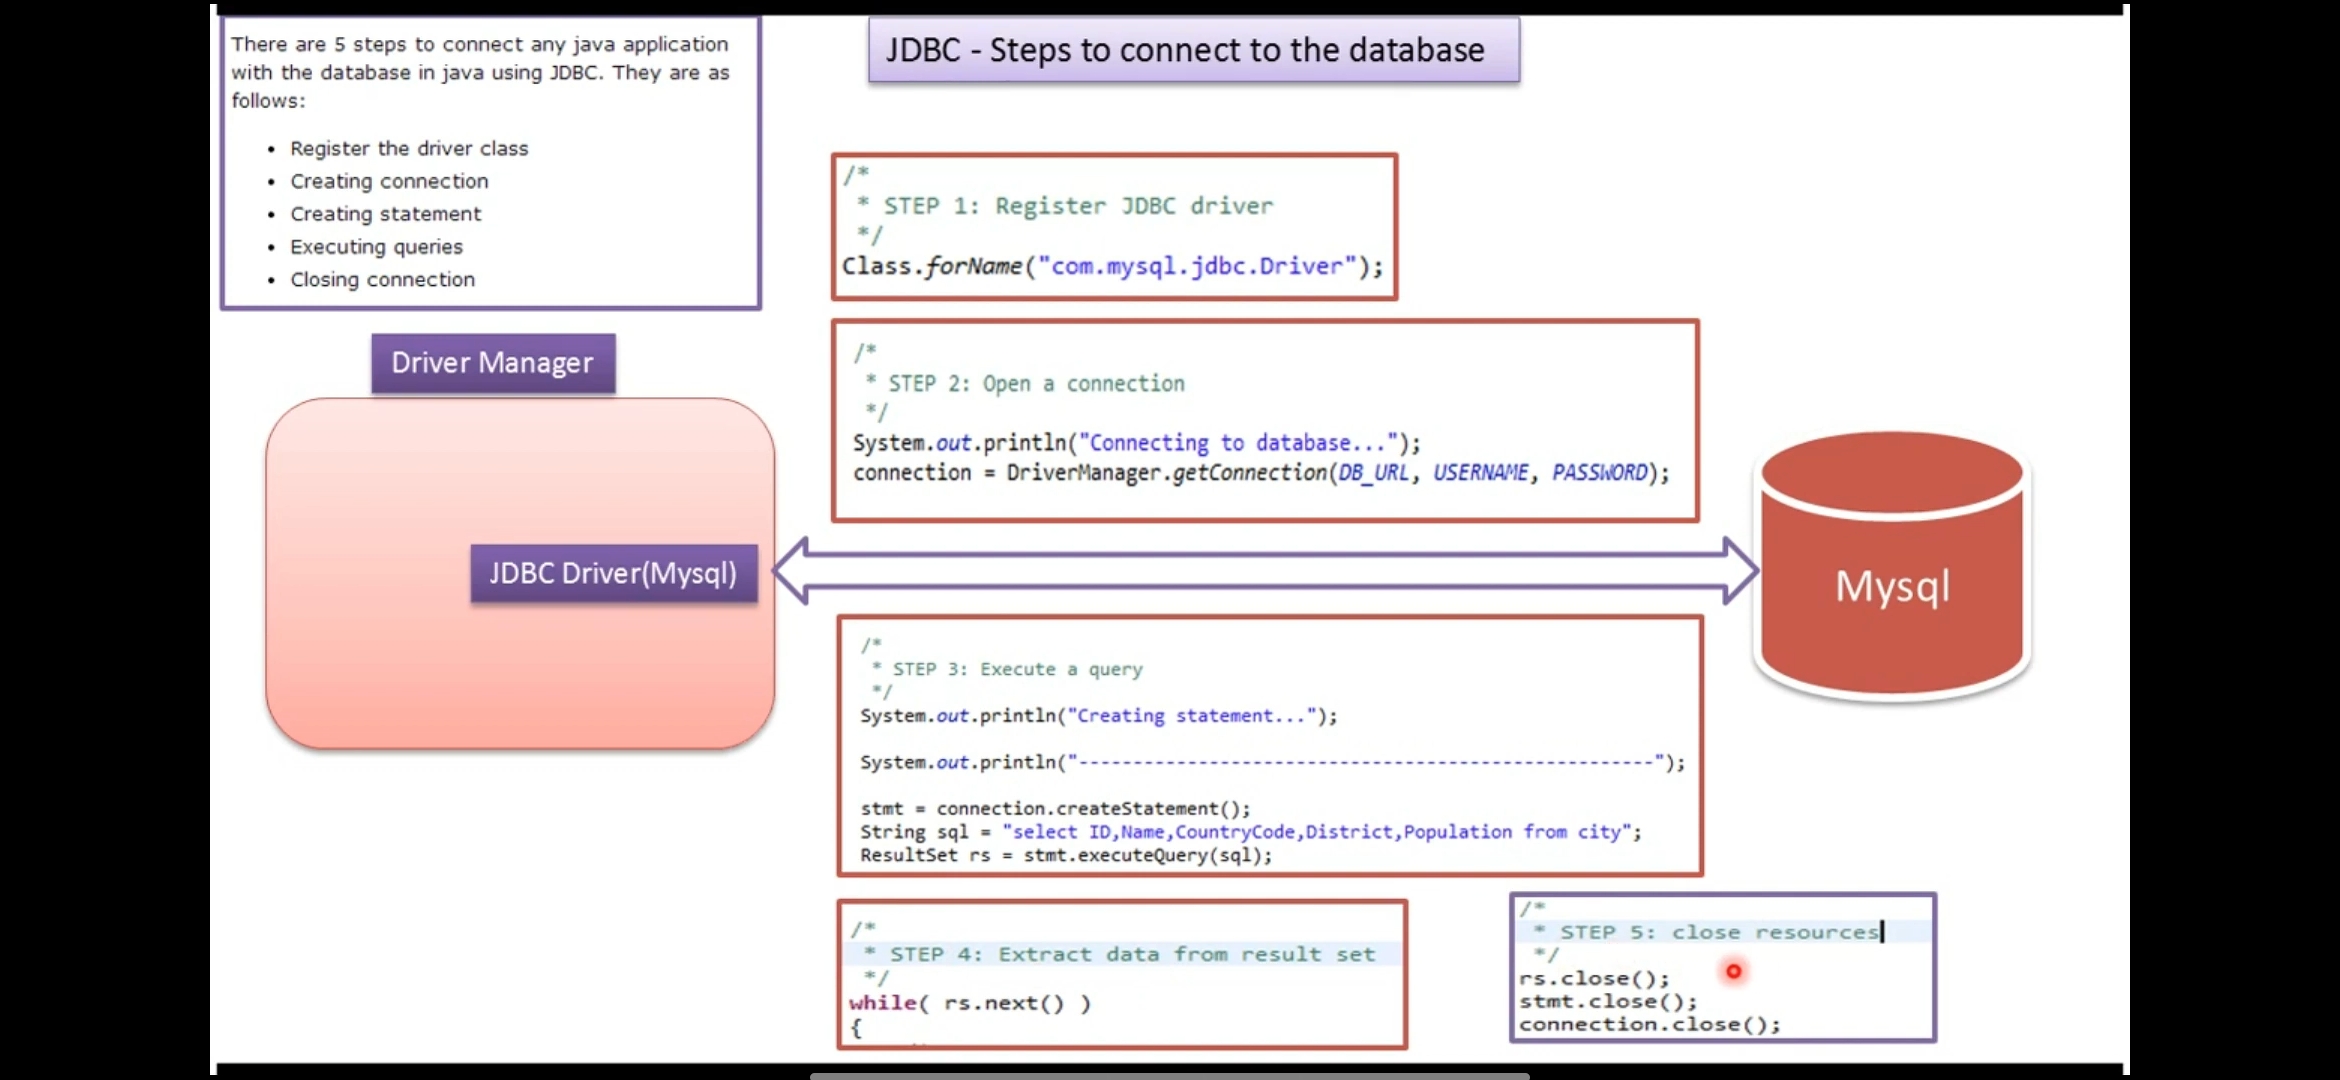 There are 5 steps to connect any java application
with the database in java using JDBC. They are as
follows:
• Register the driver class
• Creating connection
• Creating statement
• Executing queries
• Closing connection
JDBC - Steps to connect to the database
/*
* STEP 1: Register JDBC driver
*/
Class.forName("com.mysql.jdbc.Driver");
Driver Manager
/*
* STEP 2: Open a connection
*/
System.out.println("Connecting to database...");
connection = DriverManager.getConnection(DB_URL, USERNAME, PASSWORD);
JDBC Driver(Mysql)
Mysql
/*
* STEP 3: Execute a query
*/
System.out.println("Creating statement...");
System.out.println("-----------------------------------------------------");
stmt = connection.createStatement();
String sql = "select ID,Name,CountryCode,District,Population from city";
ResultSet rs = stmt.executeQuery(sql);
/*
* STEP 4: Extract data from result set
*/
while( rs.next() )
{
/*
* STEP 5: close resources
*/
rs.close();
stmt.close();
connection.close();